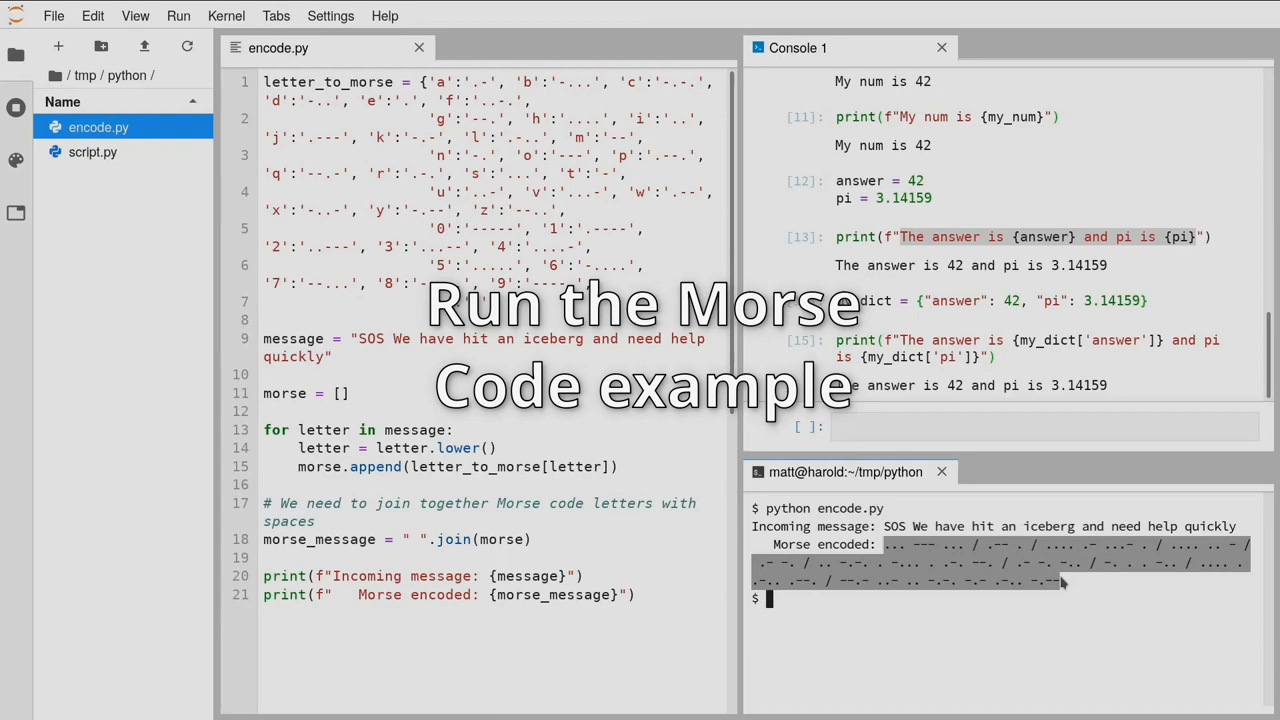 File Edit View Run Kernel Tabs Settings Help
/ tmp / python /
Name
encode.py
script.py
encode.py
1 letter_to_morse = {'a':'.-', 'b':'-...', 'c':'-.-.',
'd':'-..', 'e':'.', 'f':'..-.',
2 'g':'--.', 'h':'....', 'i':'..',
'j':'.---', 'k':'-.-', 'l':'.-..', 'm':'--',
3 'n':'-.', 'o':'---', 'p':'.--.',
'q':'--.-', 'r':'.-.', 's':'...', 't':'-',
4 'u':'..-', 'v':'...-', 'w':'.--',
'x':'-..-', 'y':'-.--', 'z':'--..',
5 '0':'-----', '1':'.----',
'2':'..---', '3':'...--', '4':'....-',
6 '5':'.....', '6':'-....',
'7':'--...', '8':'- '9':'----.
7
8
9 message = "SOS We have hit an iceberg and need help
quickly"
10
11 morse = []
12
13 for letter in message:
14 letter = letter.lower()
15 morse.append(letter_to_morse[letter])
16
17 # We need to join together Morse code letters with
spaces
18 morse_message = " ".join(morse)
19
20 print(f"Incoming message: {message}")
21 print(f"   Morse encoded: {morse_message}")
Run the Morse
Code example
Console 1
My num is 42
[11]: print(f"My num is {my_num}")
My num is 42
[12]: answer = 42
pi = 3.14159
[13]: print(f"The answer is {answer} and pi is {pi}")
The answer is 42 and pi is 3.14159
dict = {"answer": 42, "pi": 3.14159}
[15]: print(f"The answer is {my_dict['answer']} and pi
is {my_dict['pi']}")
answer is 42 and pi is 3.14159
[ ]:
matt@harold:~/tmp/python
$ python encode.py
Incoming message: SOS We have hit an iceberg and need help quickly
Morse encoded: ... --- ... / .-- . / .... .- ...- . / .... .. - /
.- -. / .. -.-. . -... . .-. --. / .- -. -.. / -. . . -.. / .... .
.-.. .--. / --.- ..- .. -.-. -.- .-.. -.--
$